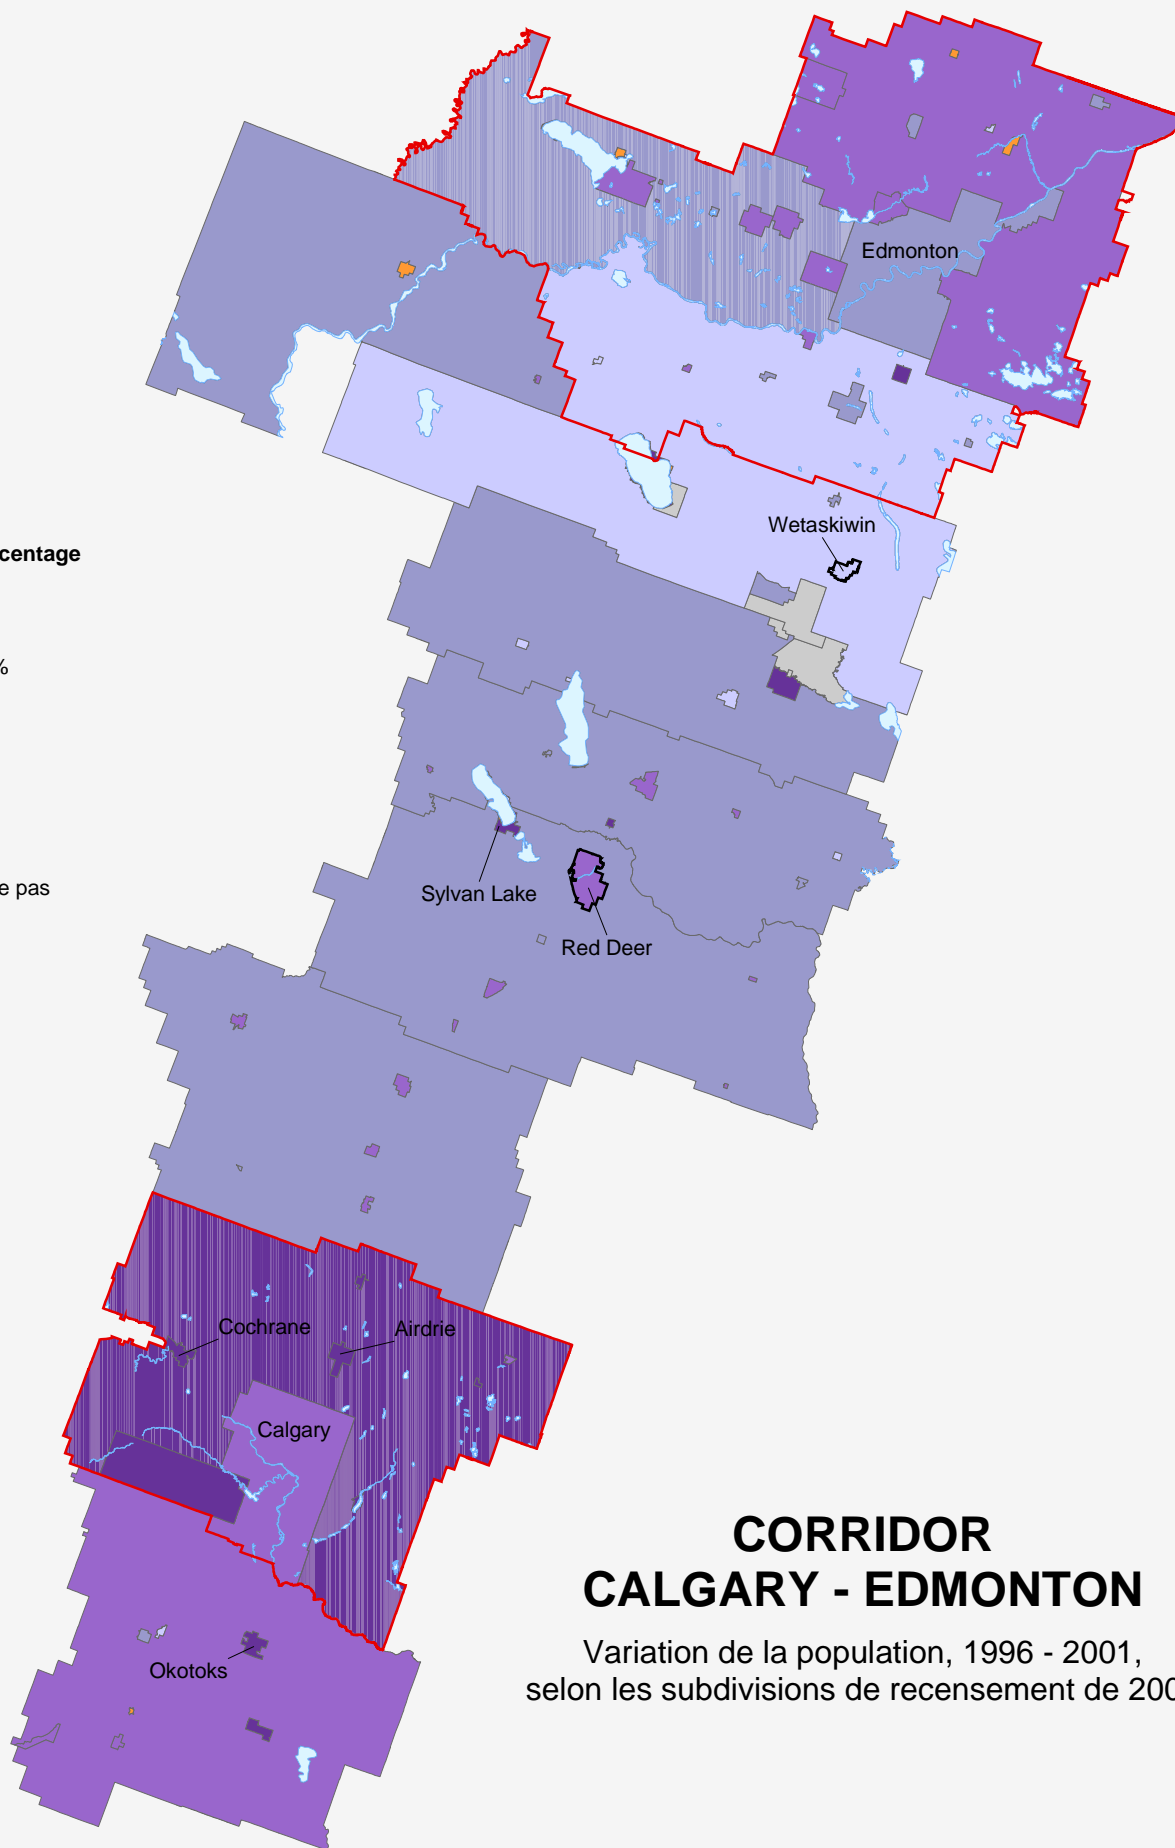 Edmonton
centage
Wetaskiwin
%
e pas
Sylvan Lake
Red Deer
Cochrane
Airdrie
Calgary
CORRIDOR
CALGARY - EDMONTON
Variation de la population, 1996 - 2001,
selon les subdivisions de recensement de 200
Okotoks